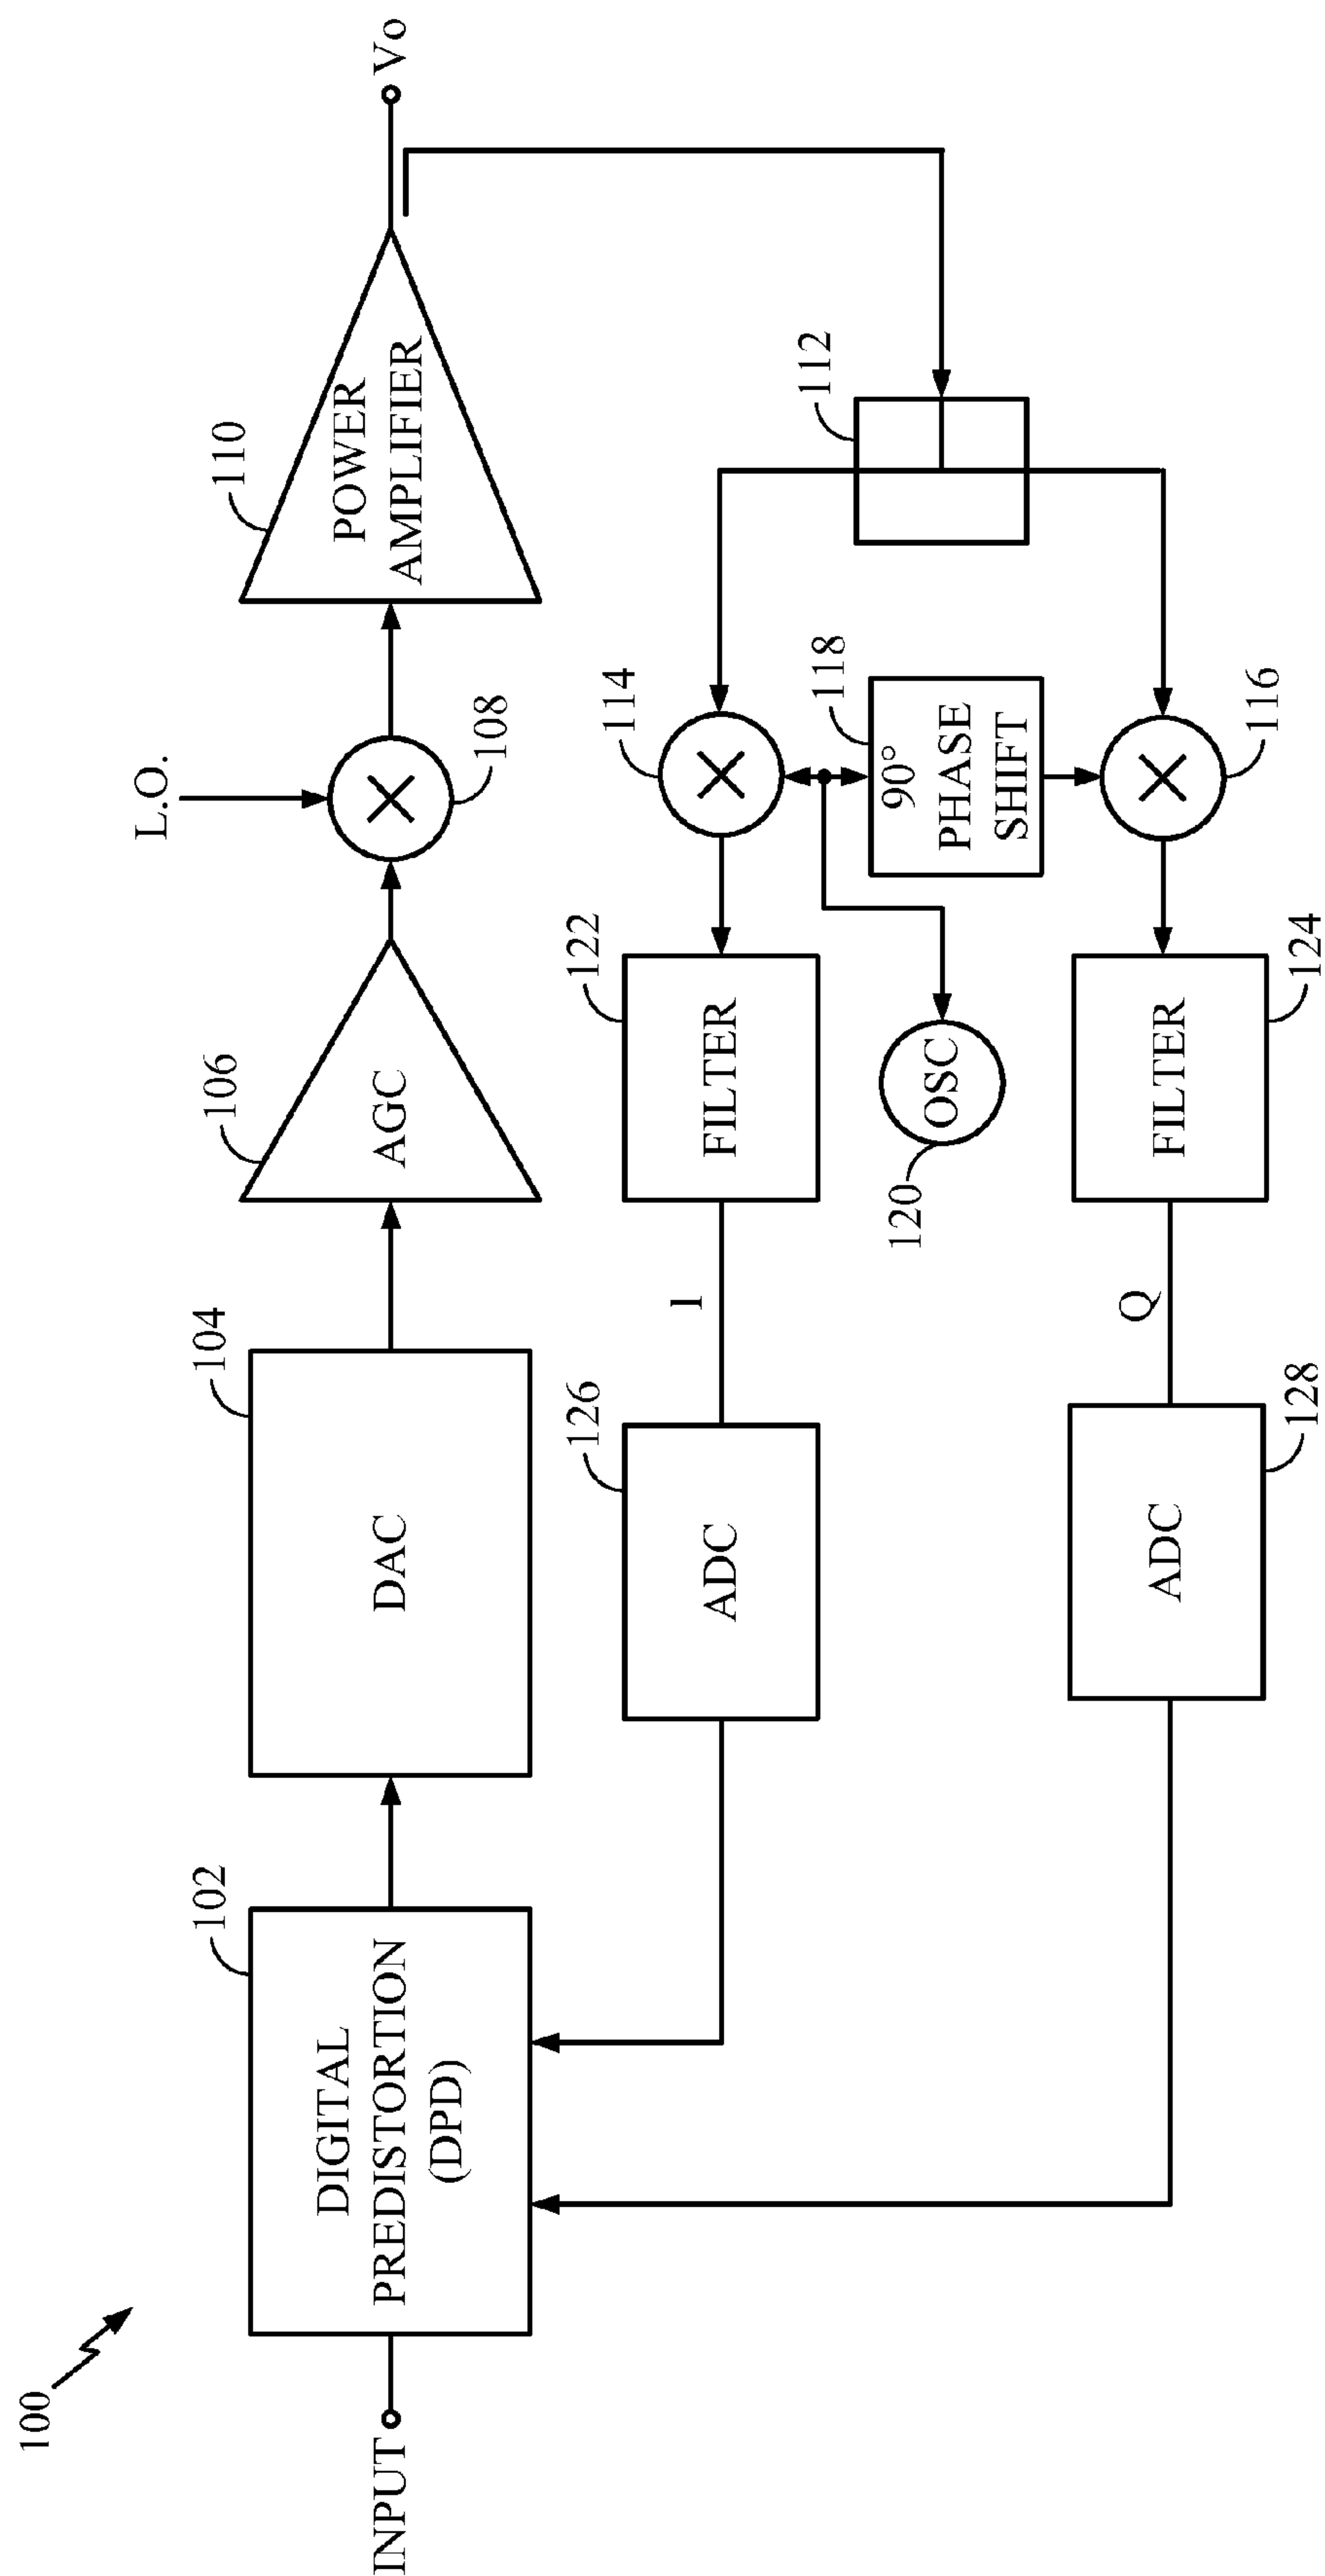 100
INPUT
102
DIGITAL
PREDISTORTION
(DPD)
104
DAC
106
AGC
L.O.
108
110
POWER
AMPLIFIER
Vo
112
114
116
118
90°
PHASE
SHIFT
120
OSC
122
FILTER
124
FILTER
I
Q
126
ADC
128
ADC